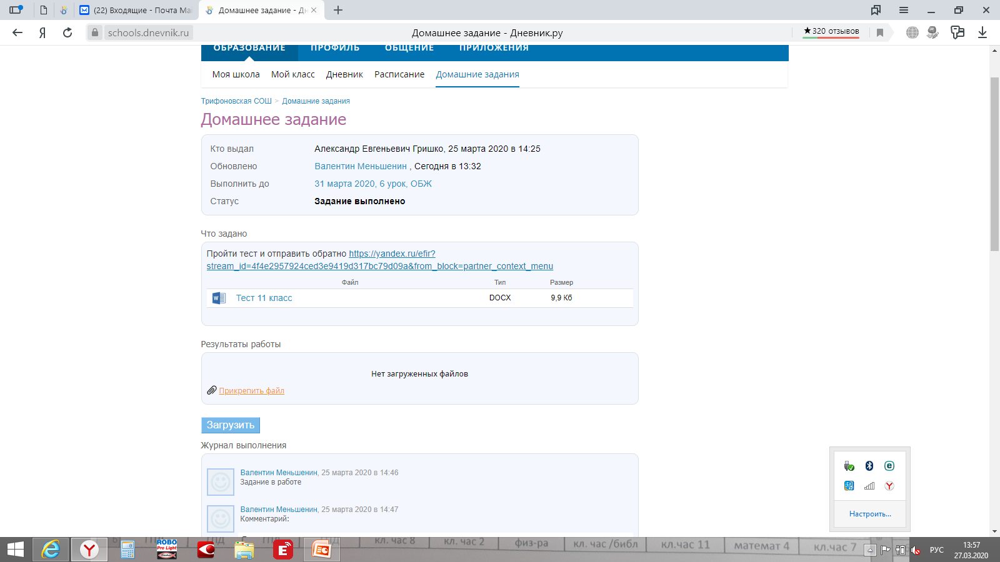 (22) Входящие - Почта Ma
Домашнее задание - Дн
Я
schools.dnevnik.ru
Домашнее задание - Дневник.ру
★320 отзывов
ОБРАЗОВАНИЕ ПРОФИЛЬ ОБЩЕНИЕ ПРИЛОЖЕНИЯ
Моя школа Мой класс Дневник Расписание Домашние задания
Трифоновская СОШ > Домашние задания
Домашнее задание
Кто выдал Александр Евгеньевич Гришко, 25 марта 2020 в 14:25
Обновлено Валентин Меньшенин , Сегодня в 13:32
Выполнить до 31 марта 2020, 6 урок, ОБЖ
Статус Задание выполнено
Что задано
Пройти тест и отправить обратно https://yandex.ru/efir?
stream_id=4f4e2957924ced3e9419d317bc79d09a&from_block=partner_context_menu
Файл Тип Размер
Тест 11 класс DOCX 9,9 Кб
Результаты работы
Нет загруженных файлов
Прикрепить файл
Загрузить
Журнал выполнения
Валентин Меньшенин, 25 марта 2020 в 14:46
Задание в работе
Валентин Меньшенин, 25 марта 2020 в 14:47
Комментарий:
Настроить...
ROBO
Pro Light
кл. час 8 кл. час 2 физ-ра кл. час /библ кл.час 11 математ 4 кл.час 7
РУС
13:57
27.03.2020